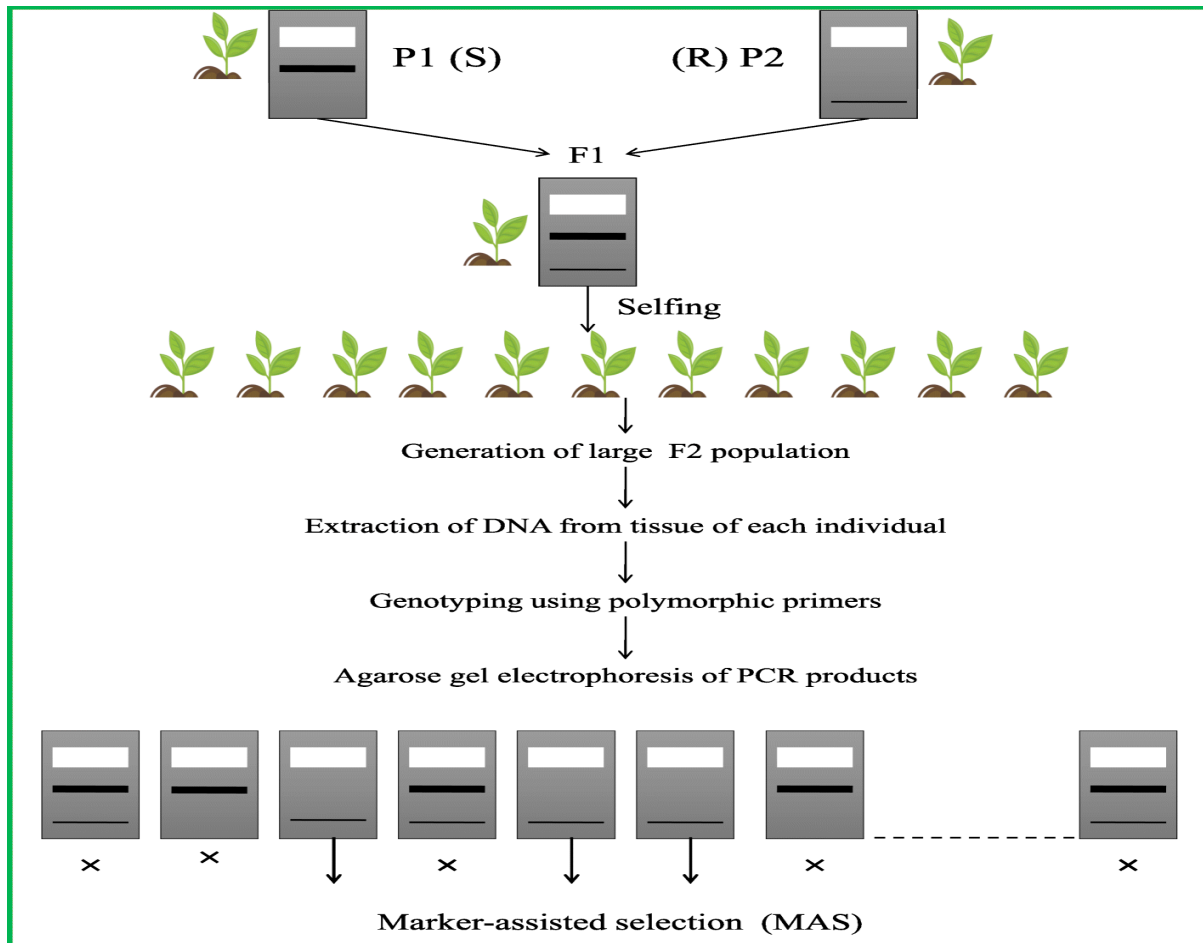 P1 (S)
(R) P2
F1
Selfing
Generation of large F2 population
Extraction of DNA from tissue of each individual
Genotyping using polymorphic primers
Agarose gel electrophoresis of PCR products
× × × × ×
Marker-assisted selection (MAS)